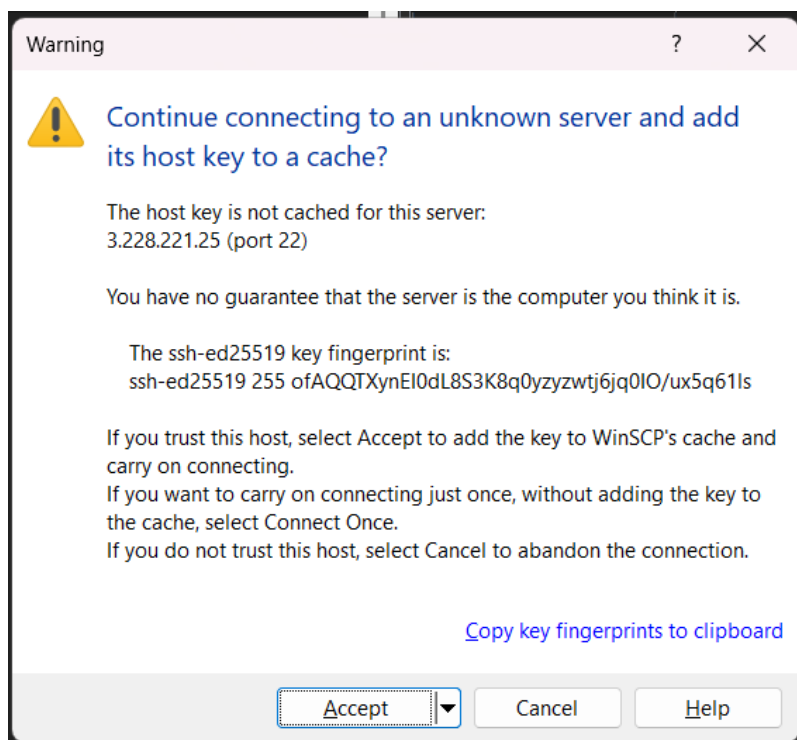 Warning
?
Continue connecting to an unknown server and add
its host key to a cache?
The host key is not cached for this server:
3.228.221.25 (port 22)
You have no guarantee that the server is the computer you think it is.
The ssh-ed25519 key fingerprint is:
ssh-ed25519 255 ofAQQTXynEI0dL8S3K8q0yzyzwtj6jq0IO/ux5q61Is
If you trust this host, select Accept to add the key to WinSCP's cache and
carry on connecting.
If you want to carry on connecting just once, without adding the key to
the cache, select Connect Once.
If you do not trust this host, select Cancel to abandon the connection.
Copy key fingerprints to clipboard
Accept
Cancel
Help